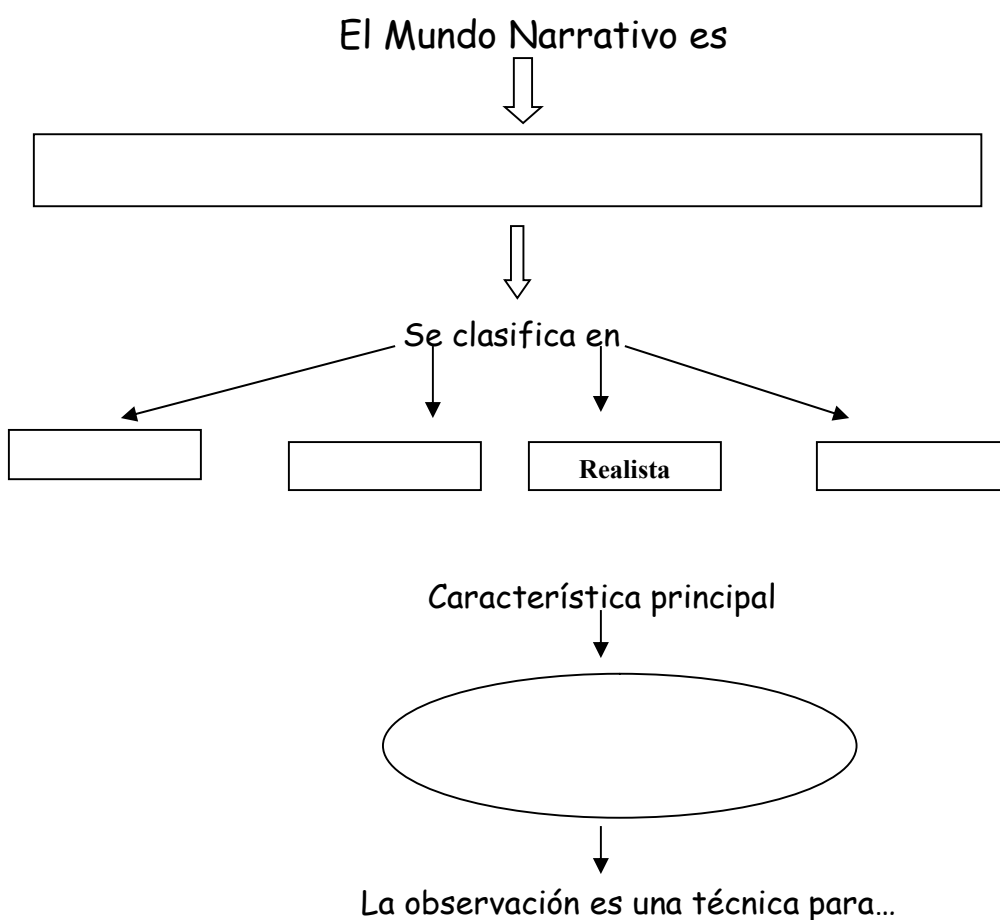 El Mundo Narrativo es
Se clasifica en
Realista
Característica principal
La observación es una técnica para…